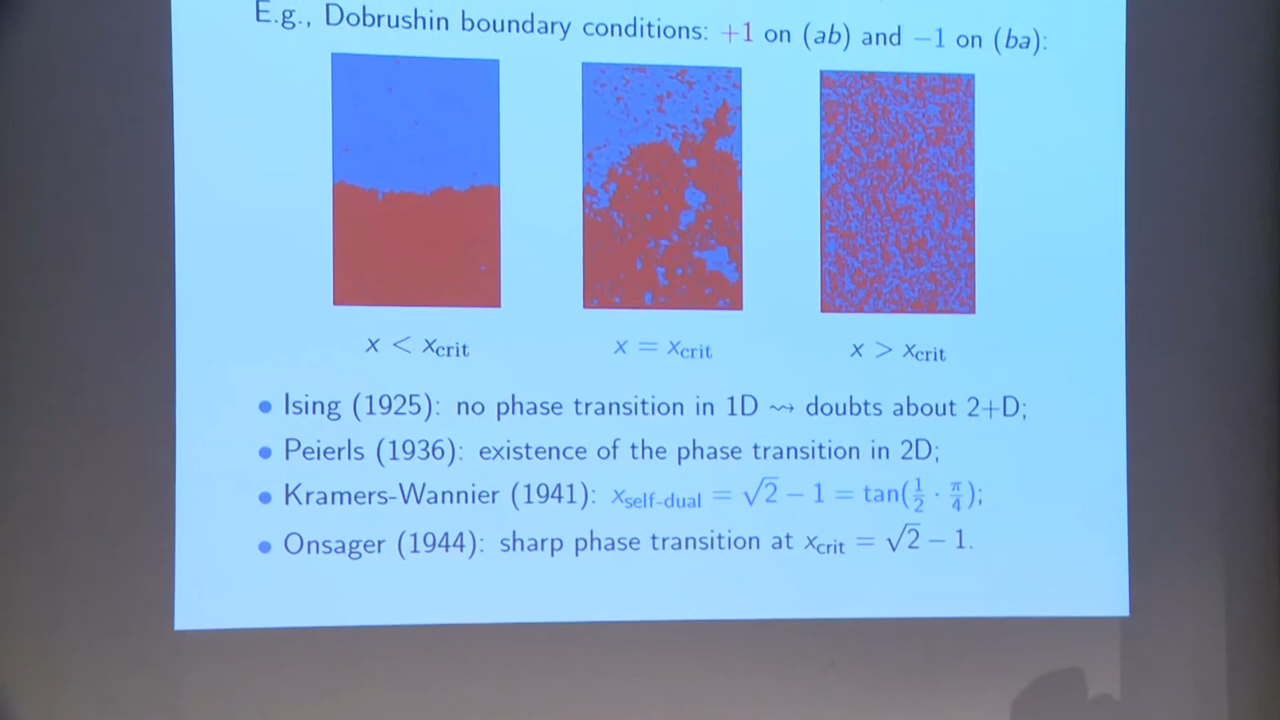 E.g., Dobrushin boundary conditions: +1 on (ab) and −1 on (ba):
x < x_crit
x = x_crit
x > x_crit
• Ising (1925): no phase transition in 1D ⇝ doubts about 2+D;
• Peierls (1936): existence of the phase transition in 2D;
• Kramers-Wannier (1941): x_self-dual = √2 − 1 = tan(1/2 · π/4);
• Onsager (1944): sharp phase transition at x_crit = √2 − 1.